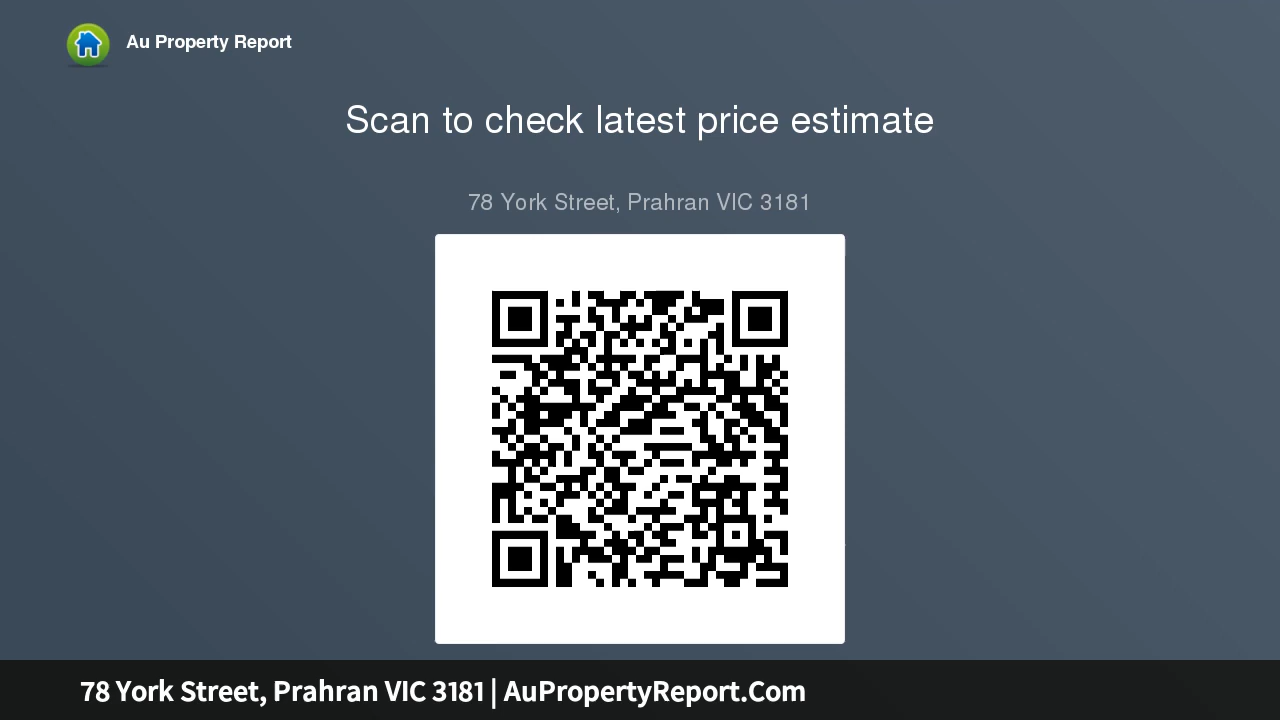 Au Property Report
Scan to check latest price estimate
78 York Street, Prahran VIC 3181
78 York Street, Prahran VIC 3181 | AuPropertyReport.Com